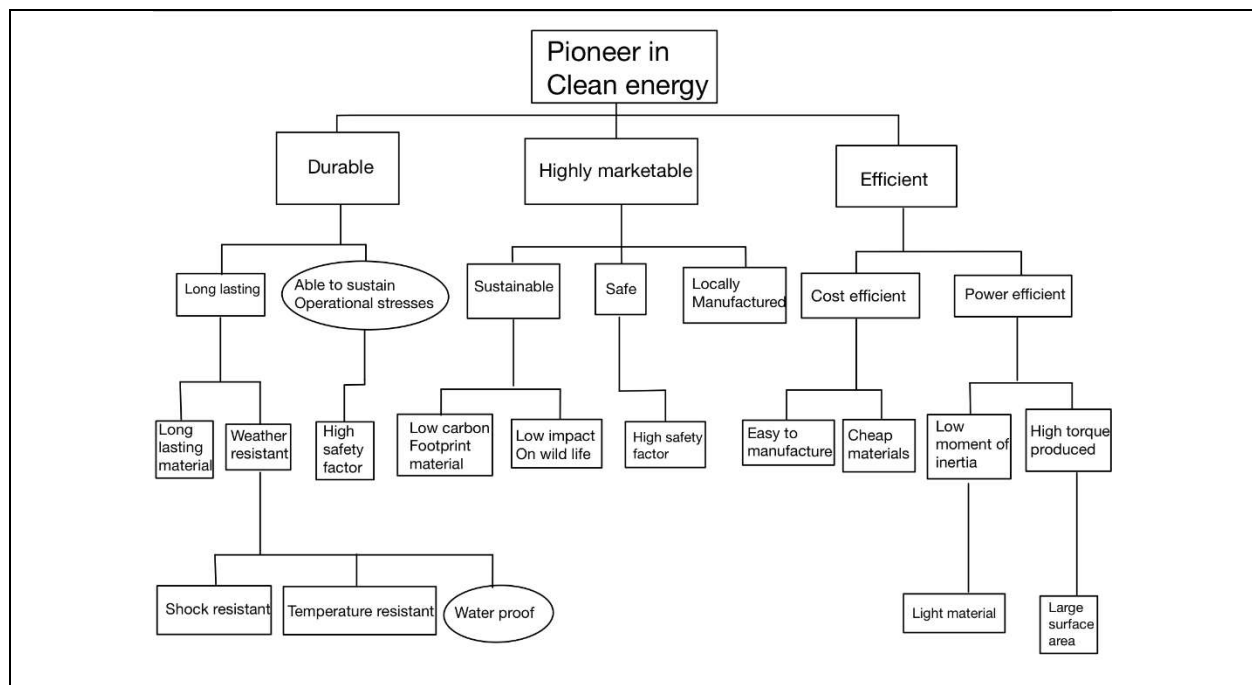 Pioneer in
Clean energy
Durable
Highly marketable
Efficient
Long lasting
Able to sustain
Operational stresses
Sustainable
Safe
Locally
Manufactured
Cost efficient
Power efficient
Long
lasting
material
Weather
resistant
High
safety
factor
Low carbon
Footprint
material
Low impact
On wild life
High safety
factor
Easy to
manufacture
Cheap
materials
Low
moment of
inertia
High torque
produced
Shock resistant
Temperature resistant
Water proof
Light material
Large
surface
area